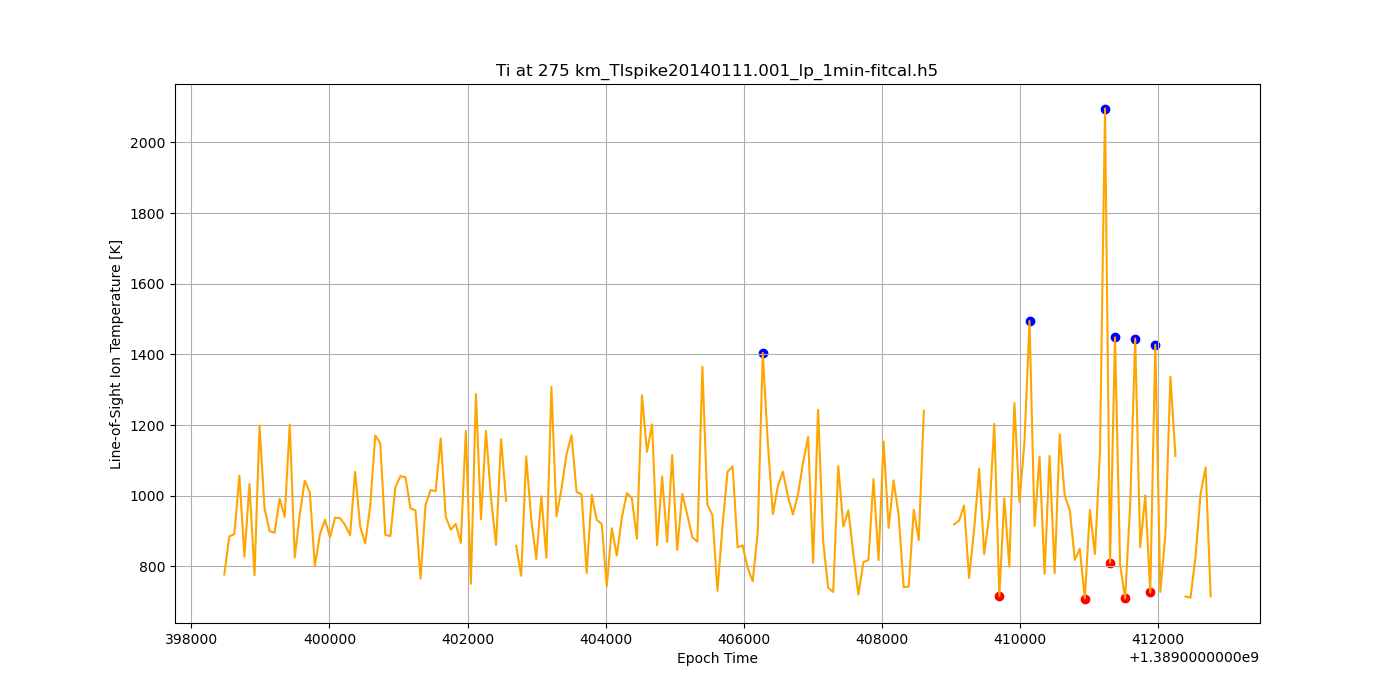 Ti at 275 km_TIspike20140111.001_lp_1min-fitcal.h5
Line-of-Sight Ion Temperature [K]
2000
1800
1600
1400
1200
1000
800
398000 400000 402000 404000 406000 408000 410000 412000
Epoch Time
+1.3890000000e9